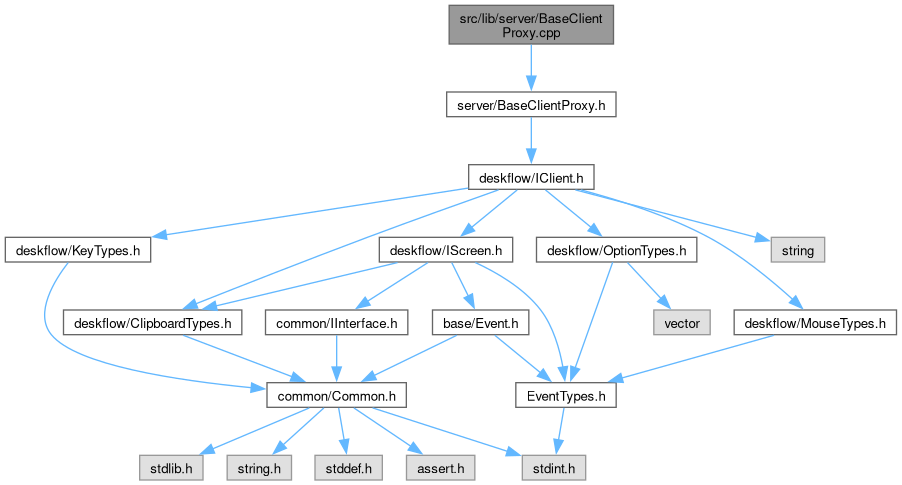 src/lib/server/BaseClient
Proxy.cpp
server/BaseClientProxy.h
deskflow/IClient.h
deskflow/KeyTypes.h
deskflow/IScreen.h
deskflow/OptionTypes.h
string
deskflow/ClipboardTypes.h
common/IInterface.h
base/Event.h
vector
deskflow/MouseTypes.h
common/Common.h
EventTypes.h
stdlib.h
string.h
stddef.h
assert.h
stdint.h